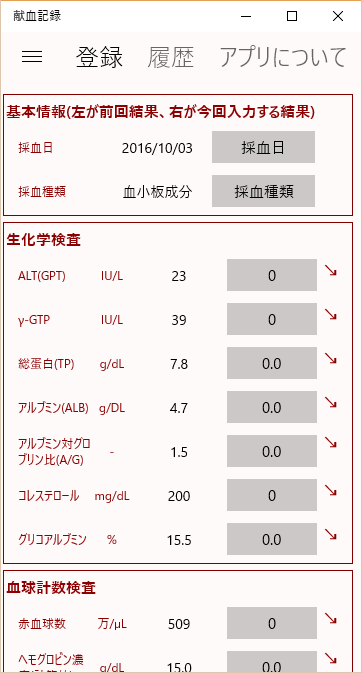 献血記録
登録 履歴 アプリについて
基本情報(左が前回結果、右が今回入力する結果)
採血日 2016/10/03 採血日
採血種類 血小板成分 採血種類
生化学検査
ALT(GPT) IU/L 23 0
γ-GTP IU/L 39 0
総蛋白(TP) g/dL 7.8 0.0
アルブミン(ALB) g/DL 4.7 0.0
アルブミン対グロ
ブリン比(A/G) - 1.5 0.0
コレステロール mg/dL 200 0
グリコアルブミン % 15.5 0.0
血球計数検査
赤血球数 万/μL 509 0
ヘモグロビン濃
g/dL 15.0 0.0